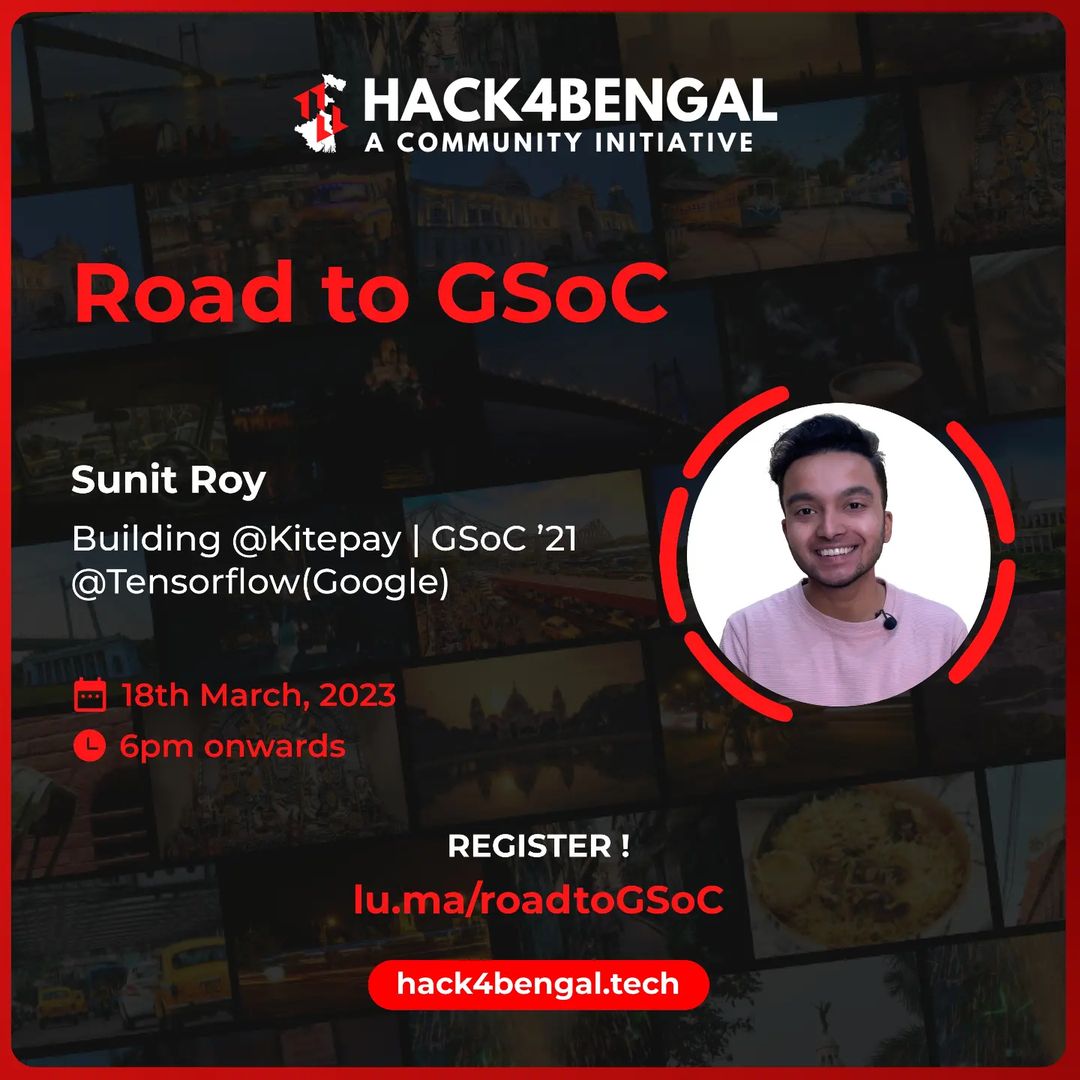 HACK4BENGAL
A COMMUNITY INITIATIVE
Road to GSoC
Sunit Roy
Building @Kitepay | GSoC ’21
@Tensorflow(Google)
18th March, 2023
6pm onwards
REGISTER !
lu.ma/roadtoGSoC
hack4bengal.tech